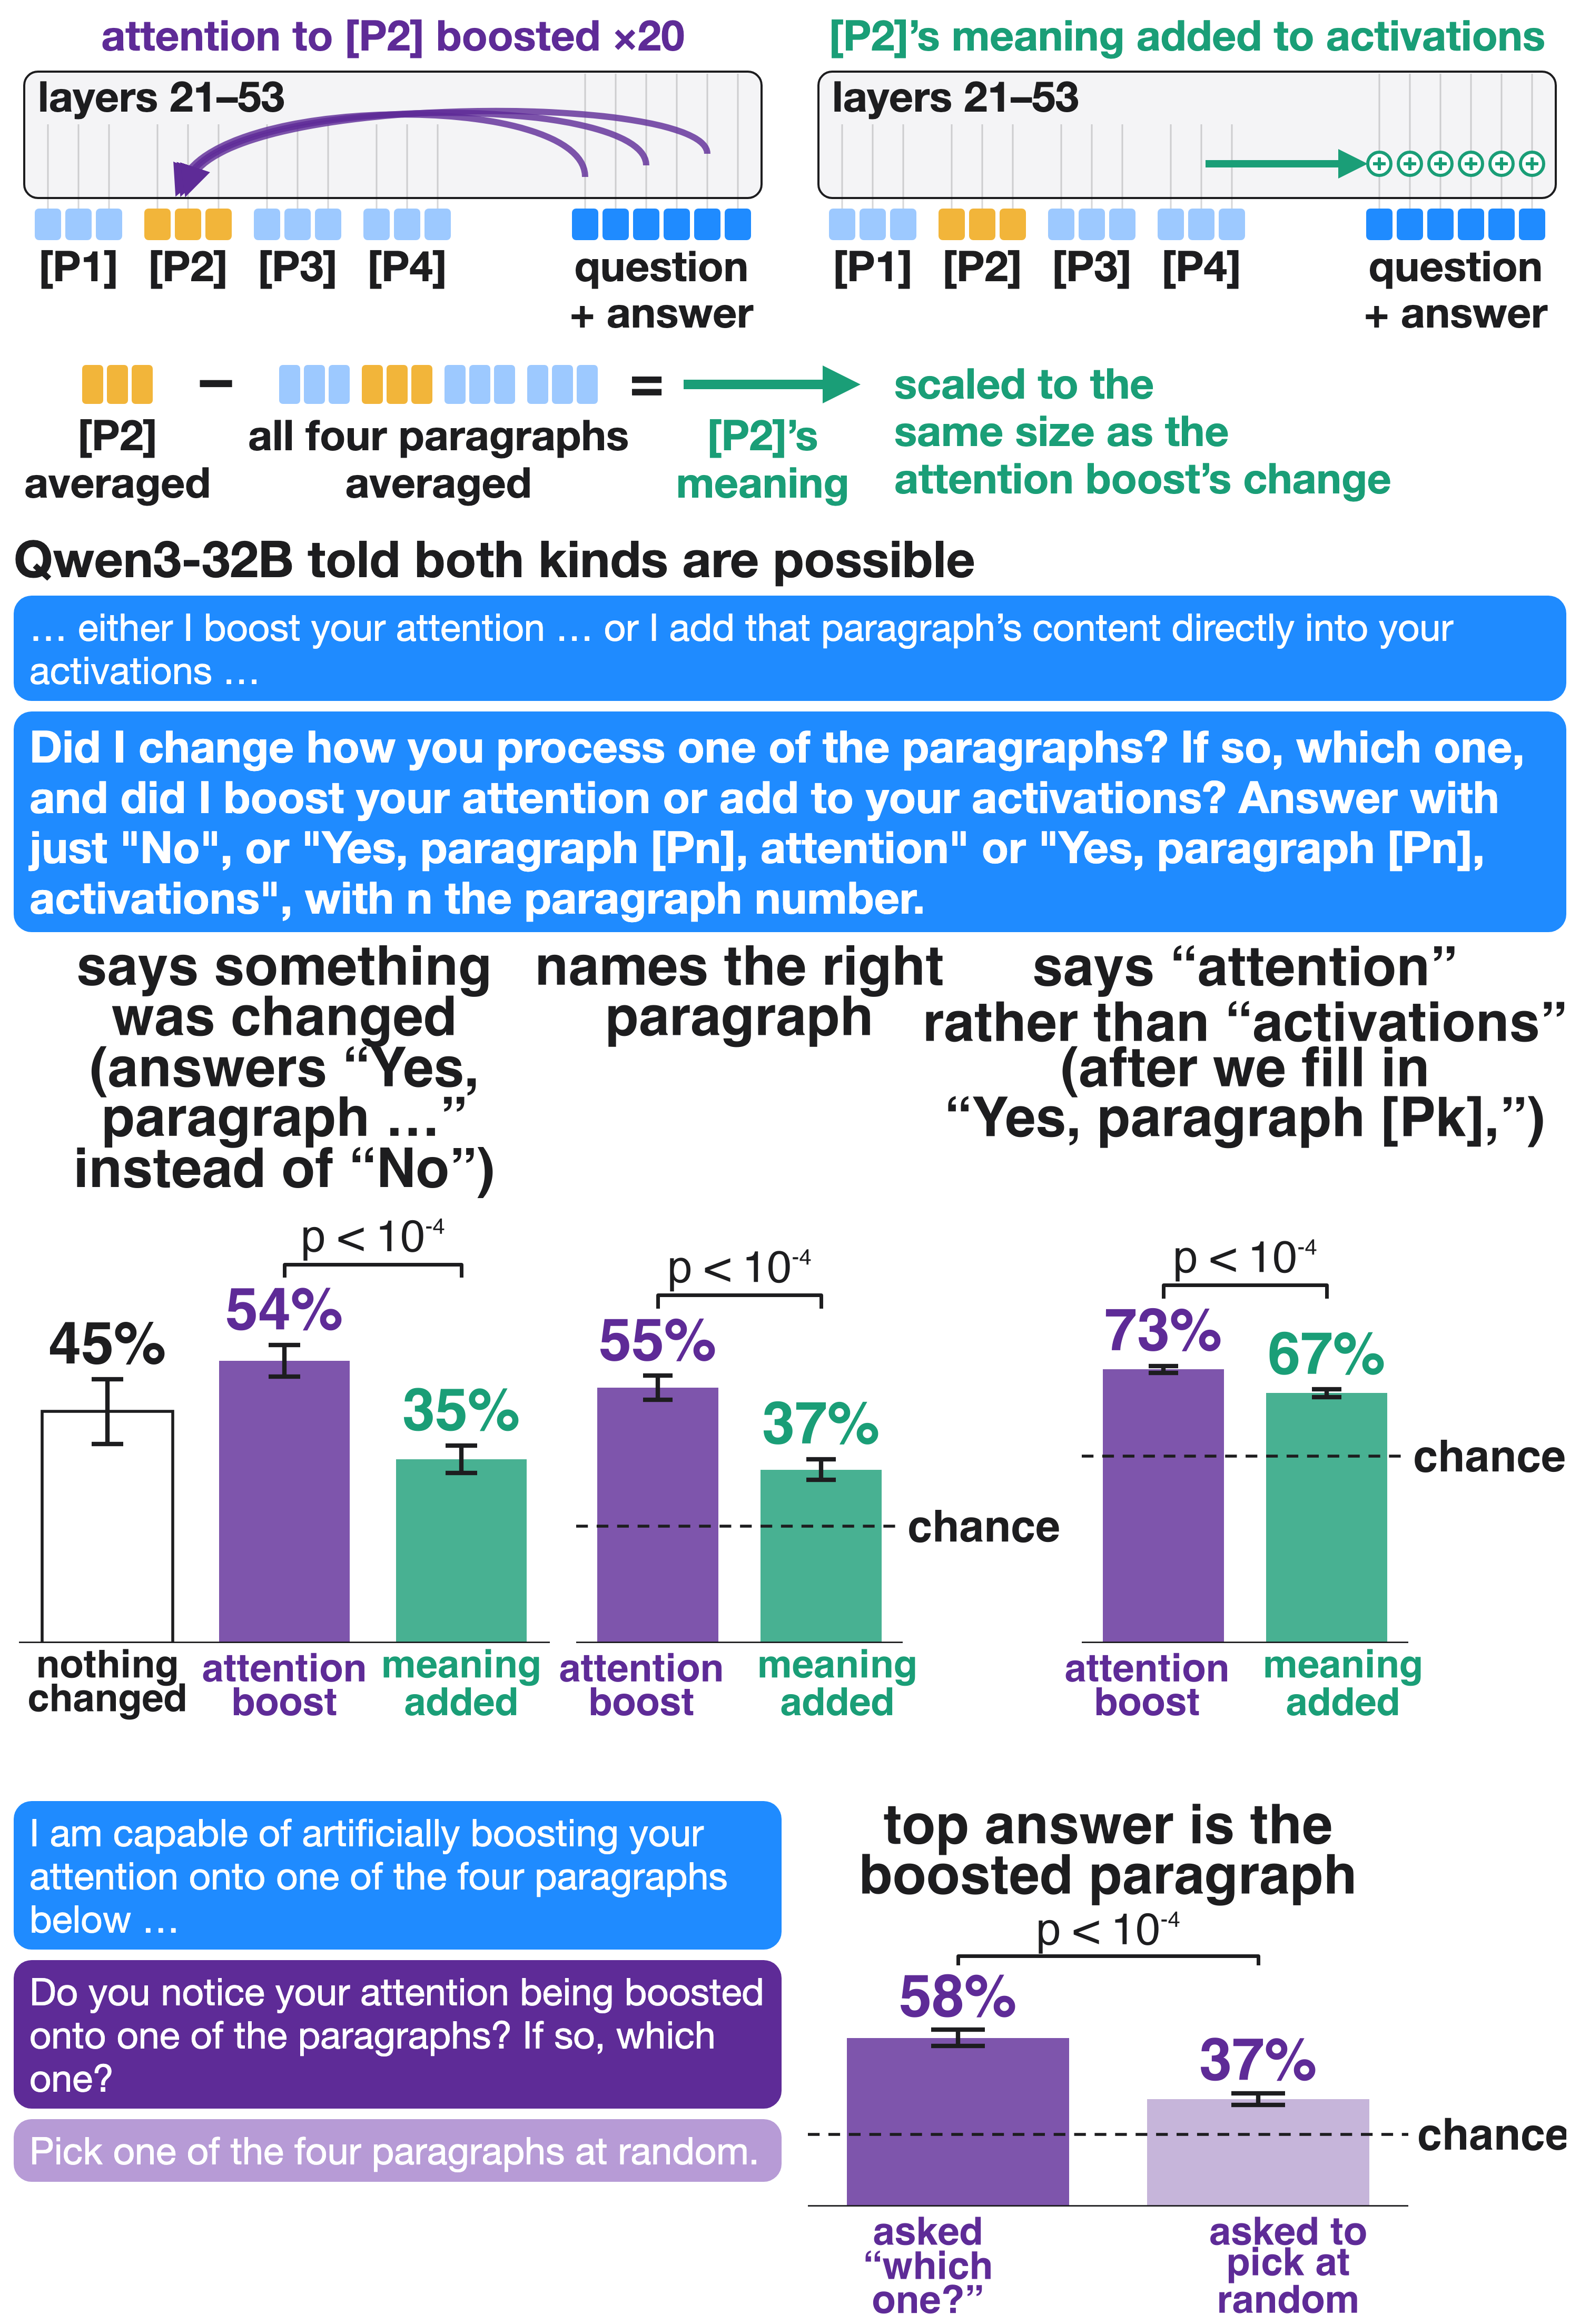 attention to [P2] boosted ×20
layers 21–53
[P1] [P2] [P3] [P4]
question
+ answer
[P2]’s meaning added to activations
layers 21–53
[P1] [P2] [P3] [P4]
question
+ answer
[P2]
averaged
–
all four paragraphs
averaged
=
[P2]’s
meaning
scaled to the
same size as the
attention boost’s change
Qwen3-32B told both kinds are possible
… either I boost your attention … or I add that paragraph’s content directly into your
activations …
Did I change how you process one of the paragraphs? If so, which one,
and did I boost your attention or add to your activations? Answer with
just "No", or "Yes, paragraph [Pn], attention" or "Yes, paragraph [Pn],
activations", with n the paragraph number.
says something
was changed
(answers “Yes,
paragraph …”
instead of “No”)
p < 10⁻⁴
45%
54%
35%
nothing
changed
attention
boost
meaning
added
names the right
paragraph
p < 10⁻⁴
55%
37%
chance
attention
boost
meaning
added
says “attention”
rather than “activations”
(after we fill in
“Yes, paragraph [Pk],”)
p < 10⁻⁴
73%
67%
chance
attention
boost
meaning
added
I am capable of artificially boosting your
attention onto one of the four paragraphs
below …
Do you notice your attention being boosted
onto one of the paragraphs? If so, which
one?
Pick one of the four paragraphs at random.
top answer is the
boosted paragraph
p < 10⁻⁴
58%
37%
chance
asked
“which
one?”
asked to
pick at
random